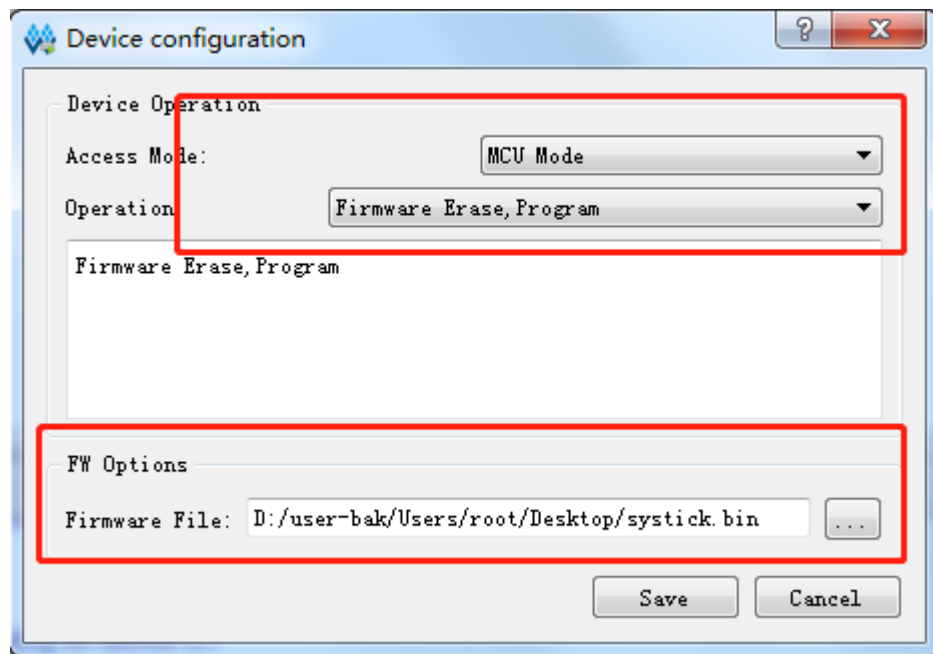 Device configuration
Device Operation
Access Mode:
MCU Mode
Operation
Firmware Erase,Program
Firmware Erase,Program
FW Options
Firmware File:
D:/user-bak/Users/root/Desktop/systick.bin
...
Save
Cancel